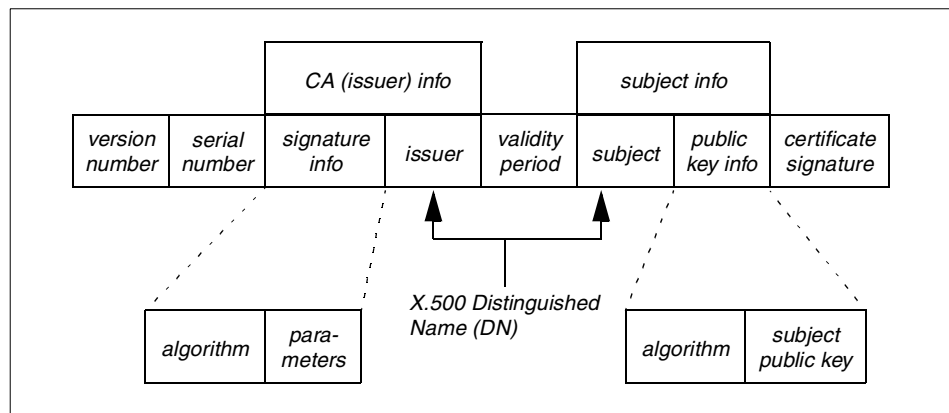 CA (issuer) info
subject info
version
number
serial
number
signature
info
issuer
validity
period
subject
public
key info
certificate
signature
X.500 Distinguished
Name (DN)
algorithm
para-
meters
algorithm
subject
public key